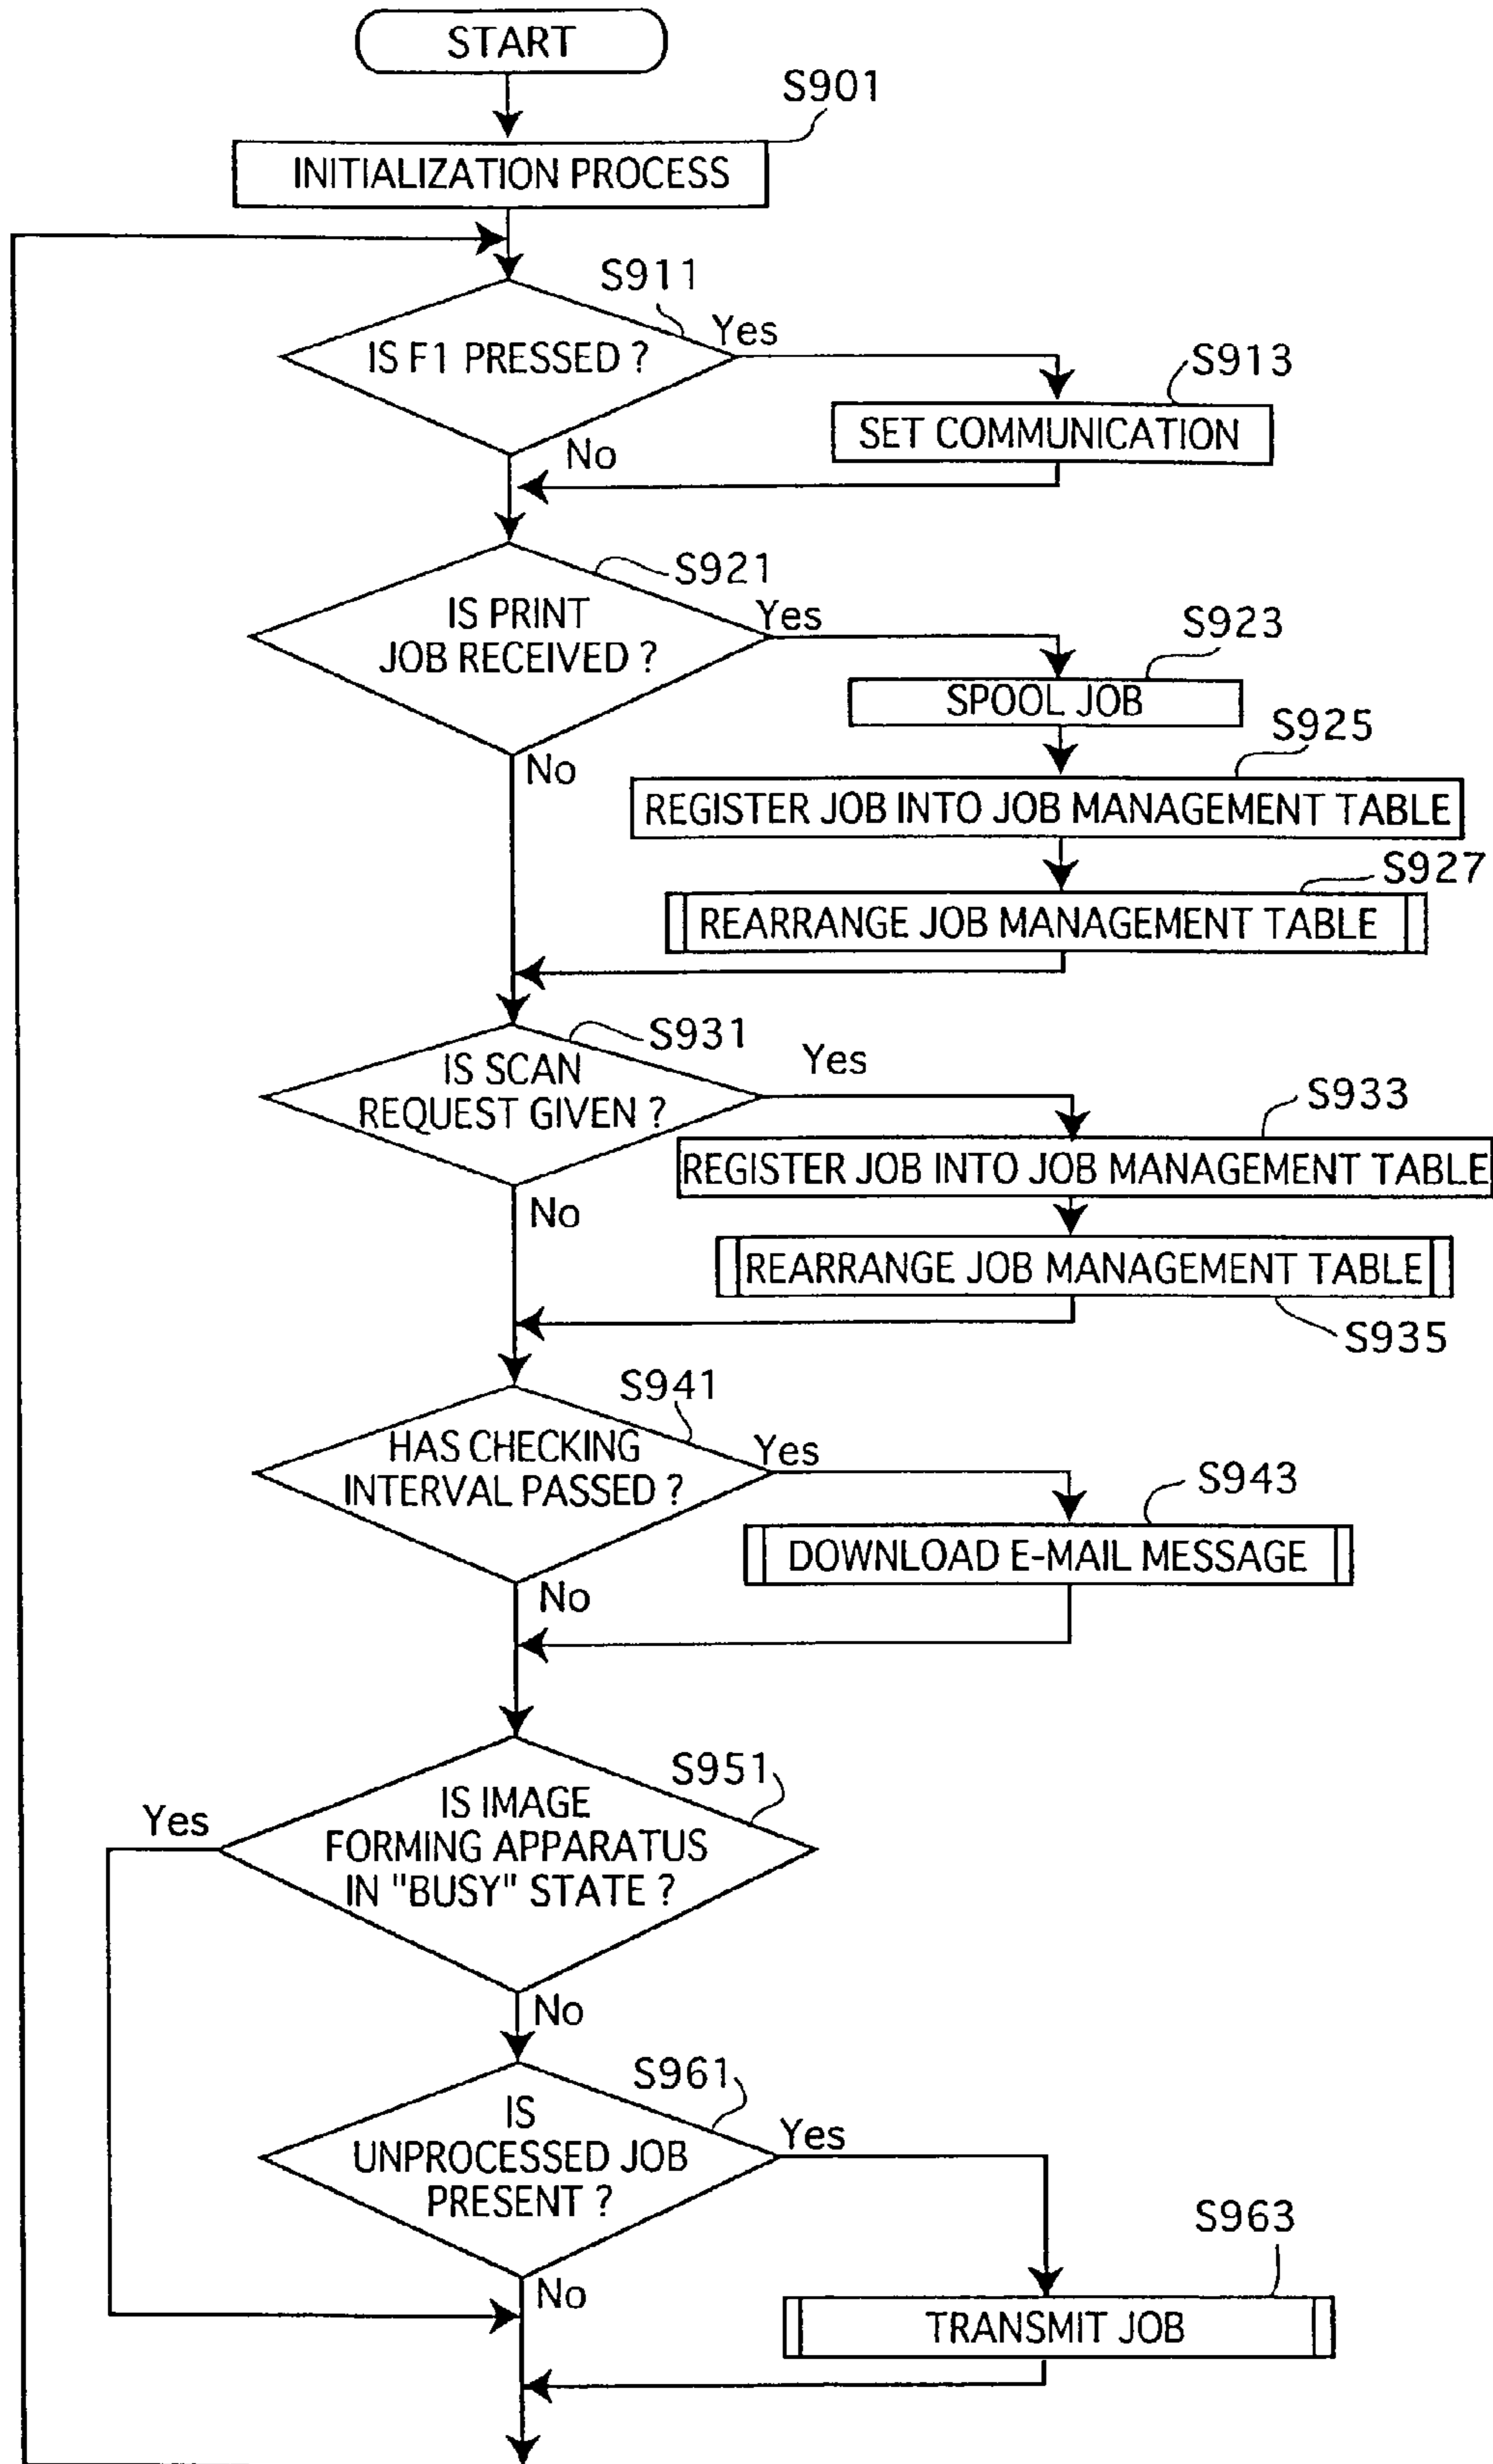 START
S901
INITIALIZATION PROCESS
S911
IS F1 PRESSED ?
Yes
S913
SET COMMUNICATION
No
S921
IS PRINT
JOB RECEIVED ?
Yes
S923
SPOOL JOB
No
S925
REGISTER JOB INTO JOB MANAGEMENT TABLE
S927
REARRANGE JOB MANAGEMENT TABLE
S931
IS SCAN
REQUEST GIVEN ?
Yes
S933
REGISTER JOB INTO JOB MANAGEMENT TABLE
No
REARRANGE JOB MANAGEMENT TABLE
S935
S941
HAS CHECKING
INTERVAL PASSED ?
Yes
S943
DOWNLOAD E-MAIL MESSAGE
No
S951
IS IMAGE
FORMING APPARATUS
IN "BUSY" STATE ?
Yes
No
S961
IS
UNPROCESSED JOB
PRESENT ?
Yes
S963
No
TRANSMIT JOB